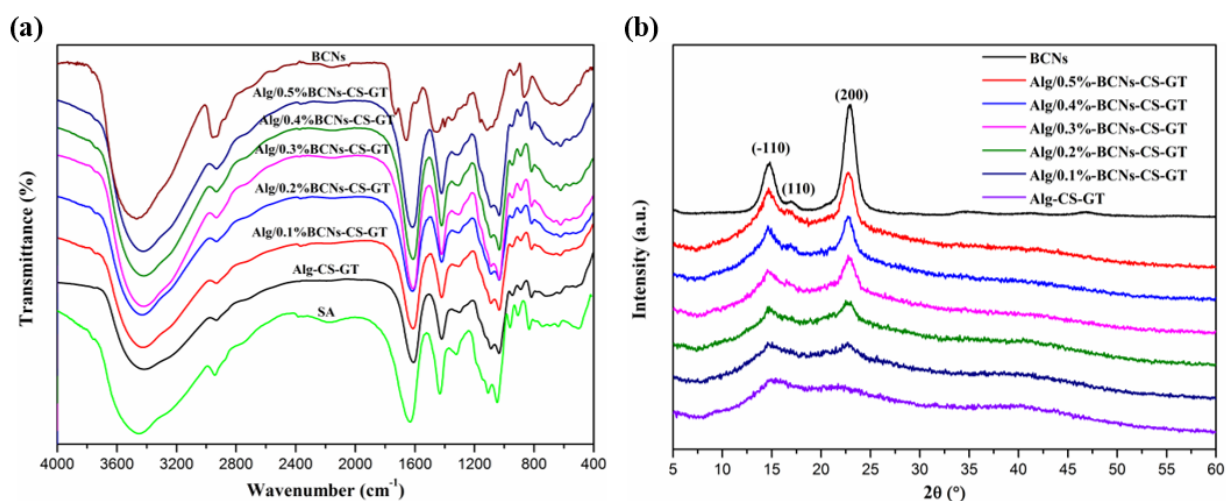 (a)
BCNs
Alg/0.5%BCNs-CS-GT
Alg/0.4%BCNs-CS-GT
Alg/0.3%BCNs-CS-GT
Alg/0.2%BCNs-CS-GT
Alg/0.1%BCNs-CS-GT
Alg-CS-GT
SA
Transmittance (%)
4000 3600 3200 2800 2400 2000 1600 1200 800 400
Wavenumber (cm⁻¹)
(b)
BCNs
Alg/0.5%-BCNs-CS-GT
Alg/0.4%-BCNs-CS-GT
Alg/0.3%-BCNs-CS-GT
Alg/0.2%-BCNs-CS-GT
Alg/0.1%-BCNs-CS-GT
Alg-CS-GT
(200)
(-110)
(110)
Intensity (a.u.)
5 10 15 20 25 30 35 40 45 50 55 60
2θ (°)